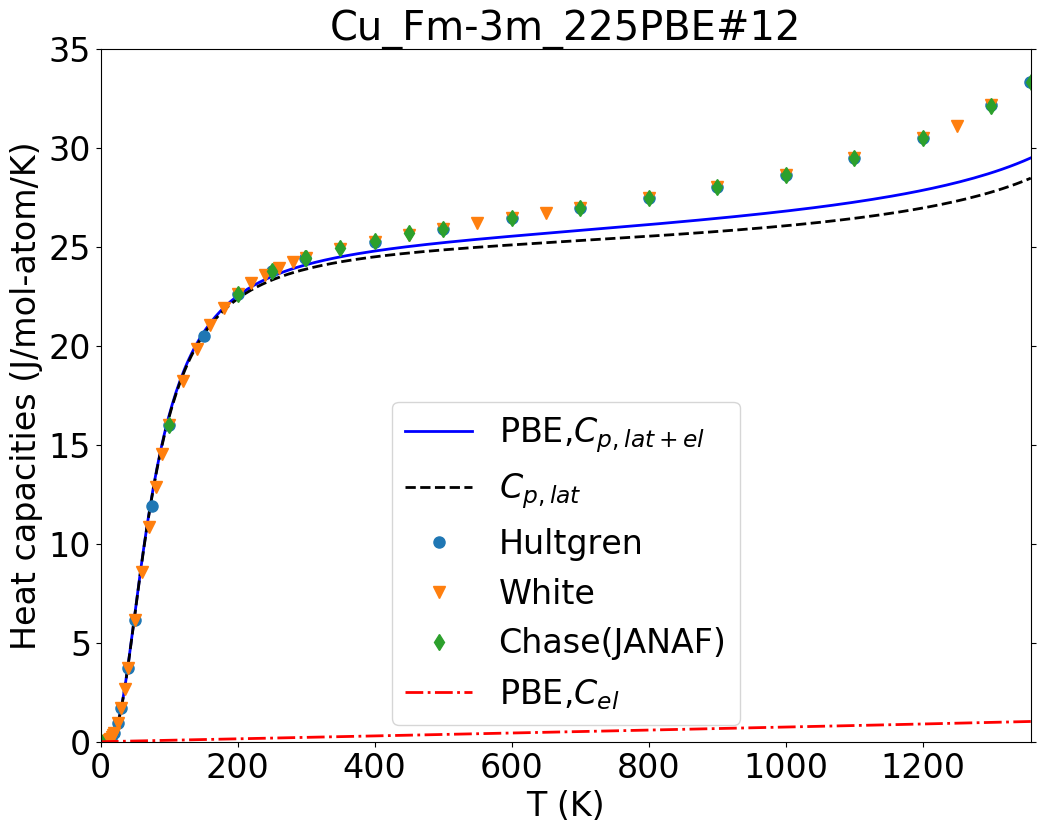 Cu_Fm-3m_225PBE#12
Heat capacities (J/mol-atom/K)
35
30
25
20
15
10
5
0
PBE,C_{p,lat+el}
C_{p,lat}
Hultgren
White
Chase(JANAF)
PBE,C_{el}
0 200 400 600 800 1000 1200
T (K)